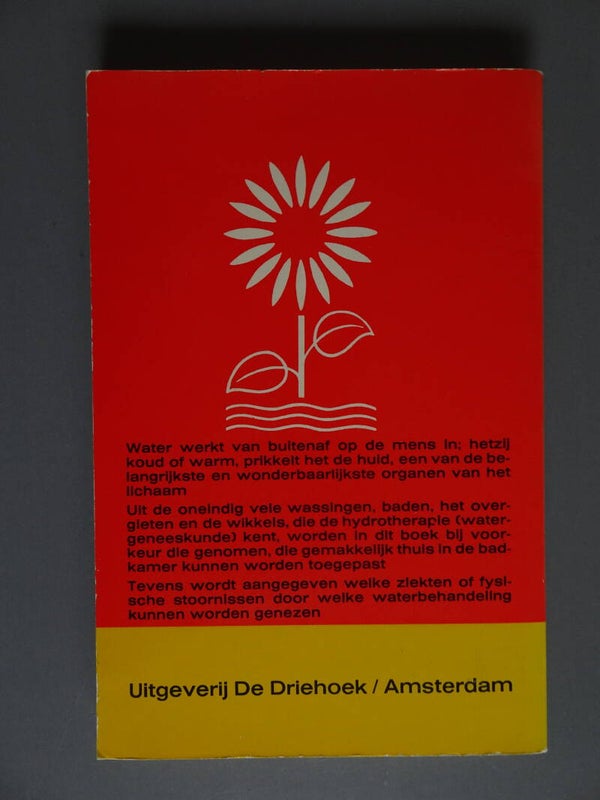 Water werkt van buitenaf op de mens in; hetzij
koud of warm, prikkelt het de huid, een van de be-
langrijkste en wonderbaarlijkste organen van het
lichaam
Uit de oneindig vele wassingen, baden, het over-
gieten en de wikkels, die de hydrotherapie (water-
geneeskunde) kent, worden in dit boek bij voor-
keur die genomen, die gemakkelijk thuis in de bad-
kamer kunnen worden toegepast
Tevens wordt aangegeven welke ziekten of fysi-
sche stoornissen door welke waterbehandeling
kunnen worden genezen
Uitgeverij De Driehoek / Amsterdam